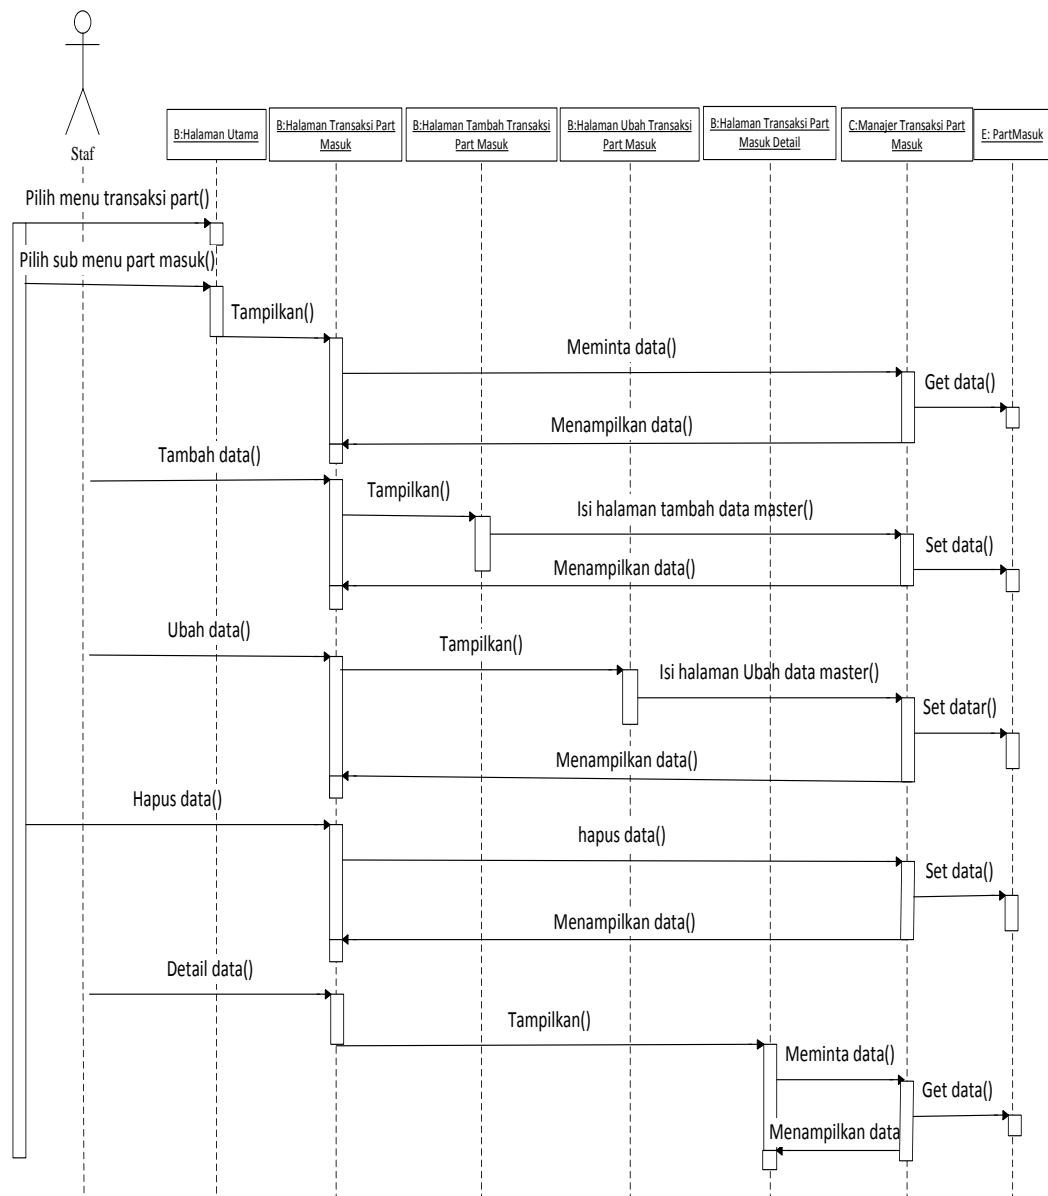 Staf
B:Halaman Utama
B:Halaman Transaksi Part
Masuk
B:Halaman Tambah Transaksi
Part Masuk
B:Halaman Ubah Transaksi
Part Masuk
B:Halaman Transaksi Part
Masuk Detail
C:Manajer Transaksi Part
Masuk
E: PartMasuk
Pilih menu transaksi part()
Pilih sub menu part masuk()
Tampilkan()
Meminta data()
Get data()
Menampilkan data()
Tambah data()
Tampilkan()
Isi halaman tambah data master()
Set data()
Menampilkan data()
Ubah data()
Tampilkan()
Isi halaman Ubah data master()
Set datar()
Menampilkan data()
Hapus data()
hapus data()
Set data()
Menampilkan data()
Detail data()
Tampilkan()
Meminta data()
Get data()
Menampilkan data